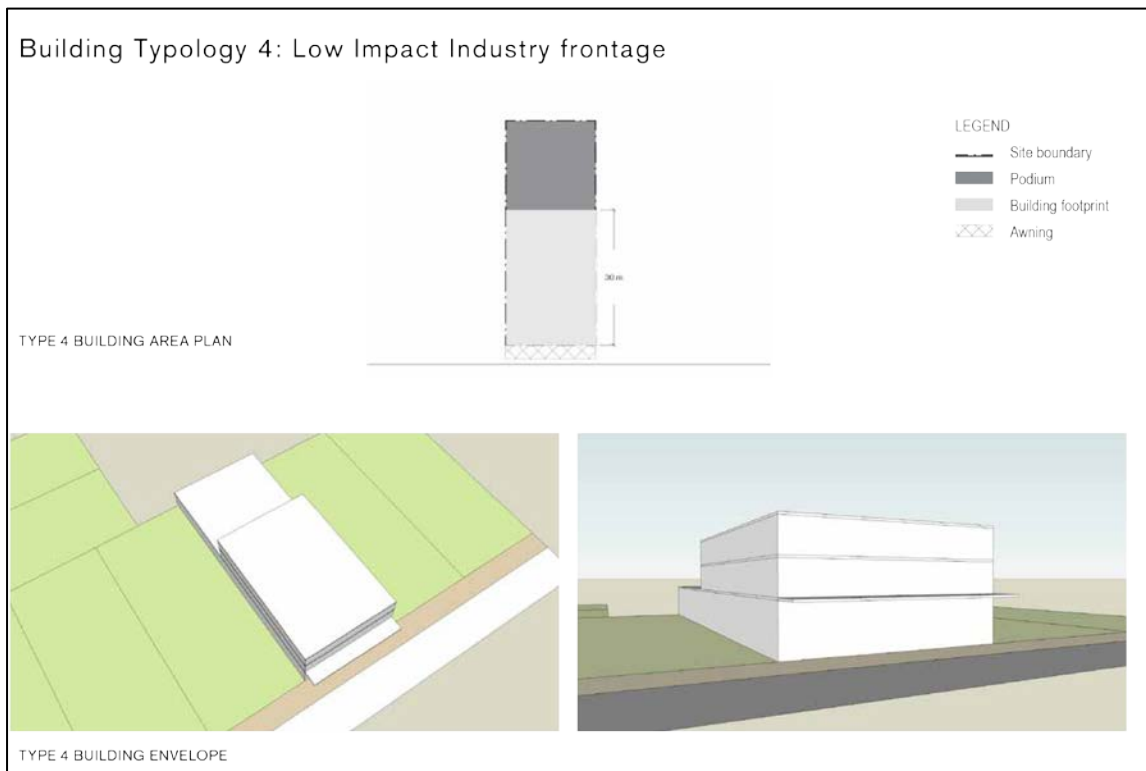 Building Typology 4: Low Impact Industry frontage
LEGEND
Site boundary
Podium
Building footprint
Awning
30 m
TYPE 4 BUILDING AREA PLAN
TYPE 4 BUILDING ENVELOPE